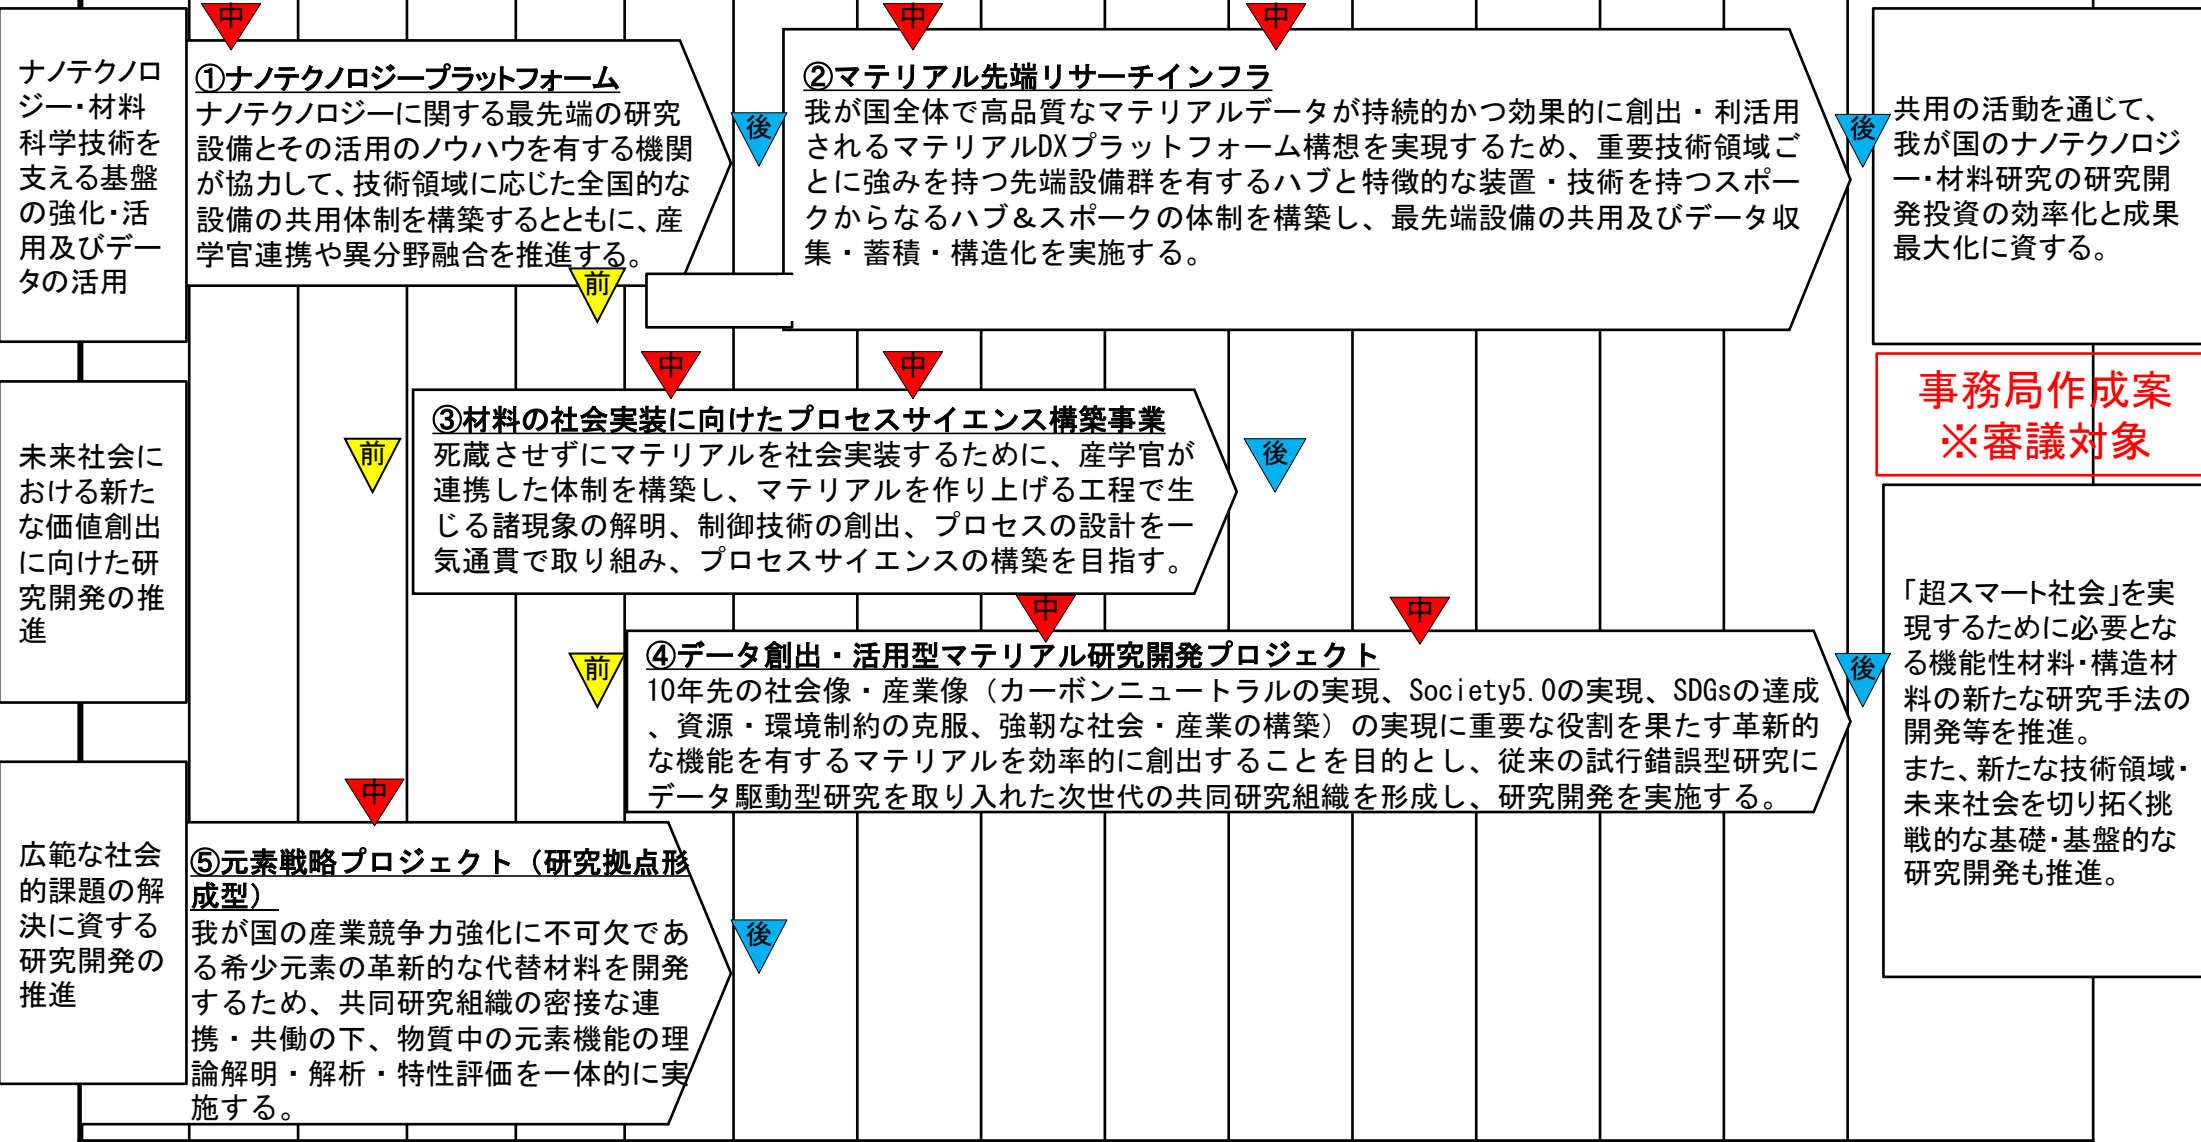 中
中
中
ナノテクノロ
ジー・材料
科学技術を
支える基盤
の強化・活
用及びデー
タの活用
①ナノテクノロジープラットフォーム
ナノテクノロジーに関する最先端の研究
設備とその活用のノウハウを有する機関
が協力して、技術領域に応じた全国的な
設備の共用体制を構築するとともに、産
学官連携や異分野融合を推進する。
前
後
②マテリアル先端リサーチインフラ
我が国全体で高品質なマテリアルデータが持続的かつ効果的に創出・利活用
されるマテリアルDXプラットフォーム構想を実現するため、重要技術領域ご
とに強みを持つ先端設備群を有するハブと特徴的な装置・技術を持つスポー
クからなるハブ＆スポークの体制を構築し、最先端設備の共用及びデータ収
集・蓄積・構造化を実施する。
後
共用の活動を通じて、
我が国のナノテクノロジ
ー・材料研究の研究開
発投資の効率化と成果
最大化に資する。
事務局作成案
※審議対象
未来社会に
おける新た
な価値創出
に向けた研
究開発の推
進
前
中
中
③材料の社会実装に向けたプロセスサイエンス構築事業
死蔵させずにマテリアルを社会実装するために、産学官が
連携した体制を構築し、マテリアルを作り上げる工程で生
じる諸現象の解明、制御技術の創出、プロセスの設計を一
気通貫で取り組み、プロセスサイエンスの構築を目指す。
後
前
中
中
④データ創出・活用型マテリアル研究開発プロジェクト
10年先の社会像・産業像（カーボンニュートラルの実現、Society5.0の実現、SDGsの達成
、資源・環境制約の克服、強靭な社会・産業の構築）の実現に重要な役割を果たす革新的
な機能を有するマテリアルを効率的に創出することを目的とし、従来の試行錯誤型研究に
データ駆動型研究を取り入れた次世代の共同研究組織を形成し、研究開発を実施する。
後
「超スマート社会」を実
現するために必要とな
る機能性材料・構造材
料の新たな研究手法の
開発等を推進。
また、新たな技術領域・
未来社会を切り拓く挑
戦的な基礎・基盤的な
研究開発も推進。
広範な社会
的課題の解
決に資する
研究開発の
推進
中
⑤元素戦略プロジェクト（研究拠点形
成型）
我が国の産業競争力強化に不可欠であ
る希少元素の革新的な代替材料を開発
するため、共同研究組織の密接な連
携・共働の下、物質中の元素機能の理
論解明・解析・特性評価を一体的に実
施する。
後